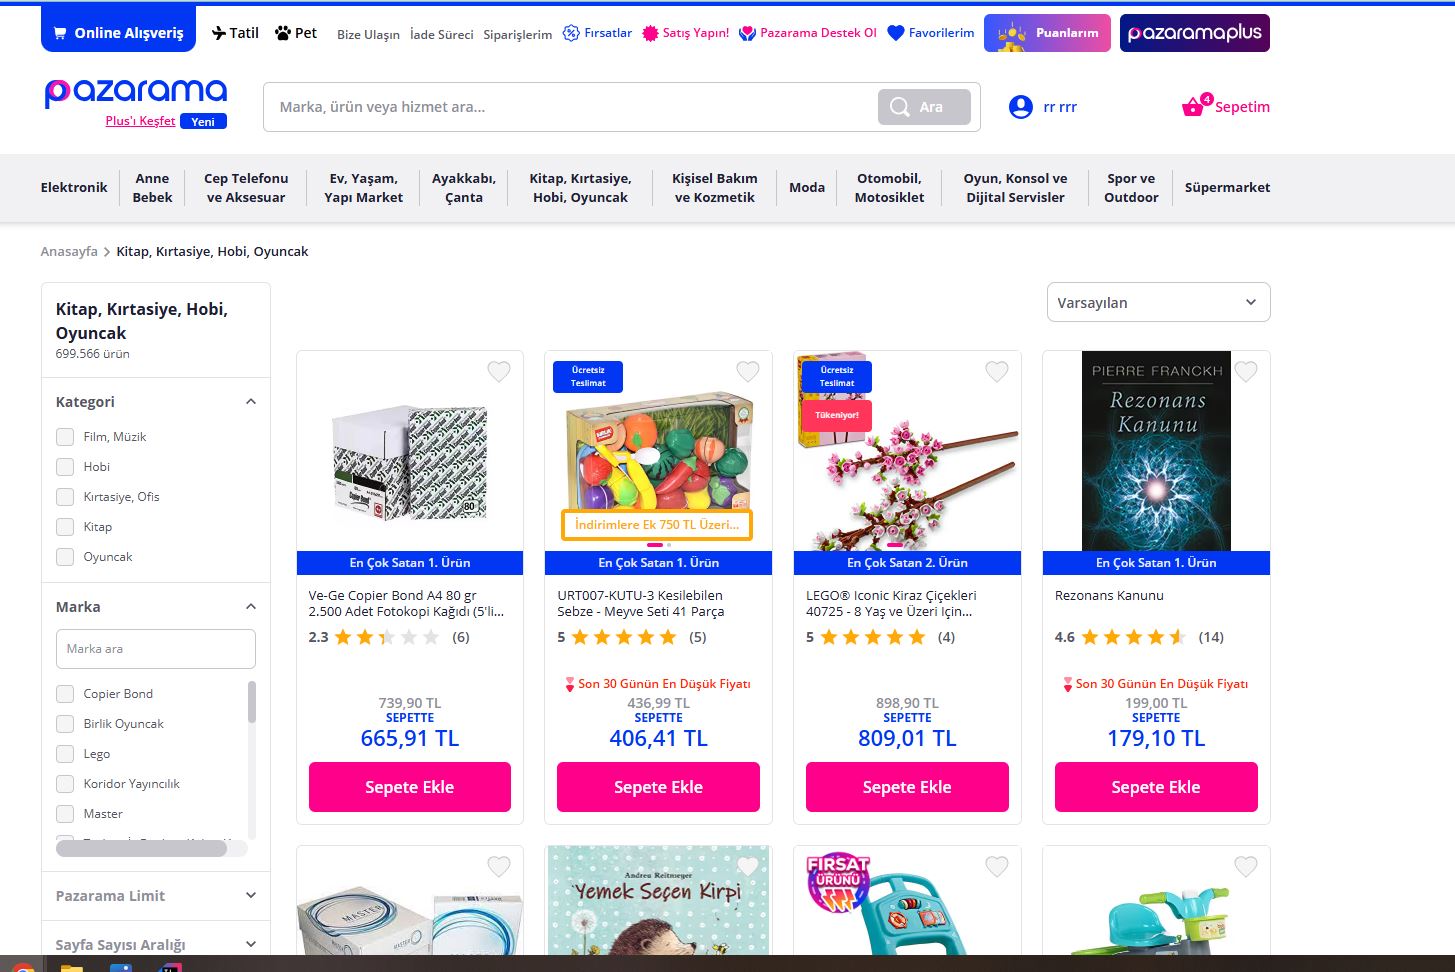 Online Alışveriş
Tatil
Pet
Bize Ulaşın
İade Süreci
Siparişlerim
Fırsatlar
Satış Yapın!
Pazarama Destek Ol
Favorilerim
Puanlarım
pazaramaplus
pazarama
Plus'ı Keşfet
Yeni
Marka, ürün veya hizmet ara...
Ara
rr rrr
4
Sepetim
Elektronik
Anne
Bebek
Cep Telefonu
ve Aksesuar
Ev, Yaşam,
Yapı Market
Ayakkabı,
Çanta
Kitap, Kırtasiye,
Hobi, Oyuncak
Kişisel Bakım
ve Kozmetik
Moda
Otomobil,
Motosiklet
Oyun, Konsol ve
Dijital Servisler
Spor ve
Outdoor
Süpermarket
Anasayfa > Kitap, Kırtasiye, Hobi, Oyuncak
Kitap, Kırtasiye, Hobi,
Oyuncak
699.566 ürün
Kategori
Film, Müzik
Hobi
Kırtasiye, Ofis
Kitap
Oyuncak
Marka
Marka ara
Copier Bond
Birlik Oyuncak
Lego
Koridor Yayıncılık
Master
Pazarama Limit
Sayfa Sayısı Aralığı
Varsayılan
Copier Bond
80
En Çok Satan 1. Ürün
Ve-Ge Copier Bond A4 80 gr
2.500 Adet Fotokopi Kağıdı (5'li...
2.3 (6)
739,90 TL
SEPETTE
665,91 TL
Sepete Ekle
Ücretsiz
Teslimat
İndirimlere Ek 750 TL Üzeri...
En Çok Satan 1. Ürün
URT007-KUTU-3 Kesilebilen
Sebze - Meyve Seti 41 Parça
5 (5)
Son 30 Günün En Düşük Fiyatı
436,99 TL
SEPETTE
406,41 TL
Sepete Ekle
Ücretsiz
Teslimat
Tükeniyor!
En Çok Satan 2. Ürün
LEGO® Iconic Kiraz Çiçekleri
40725 - 8 Yaş ve Üzeri Için...
5 (4)
898,90 TL
SEPETTE
809,01 TL
Sepete Ekle
PIERRE FRANCKH
Rezonans
Kanunu
En Çok Satan 1. Ürün
Rezonans Kanunu
4.6 (14)
Son 30 Günün En Düşük Fiyatı
199,00 TL
SEPETTE
179,10 TL
Sepete Ekle
MASTER
MASTER
Andrea Reitmeyer
Yemek Seçen Kirpi
FIRSAT
ÜRÜNÜ